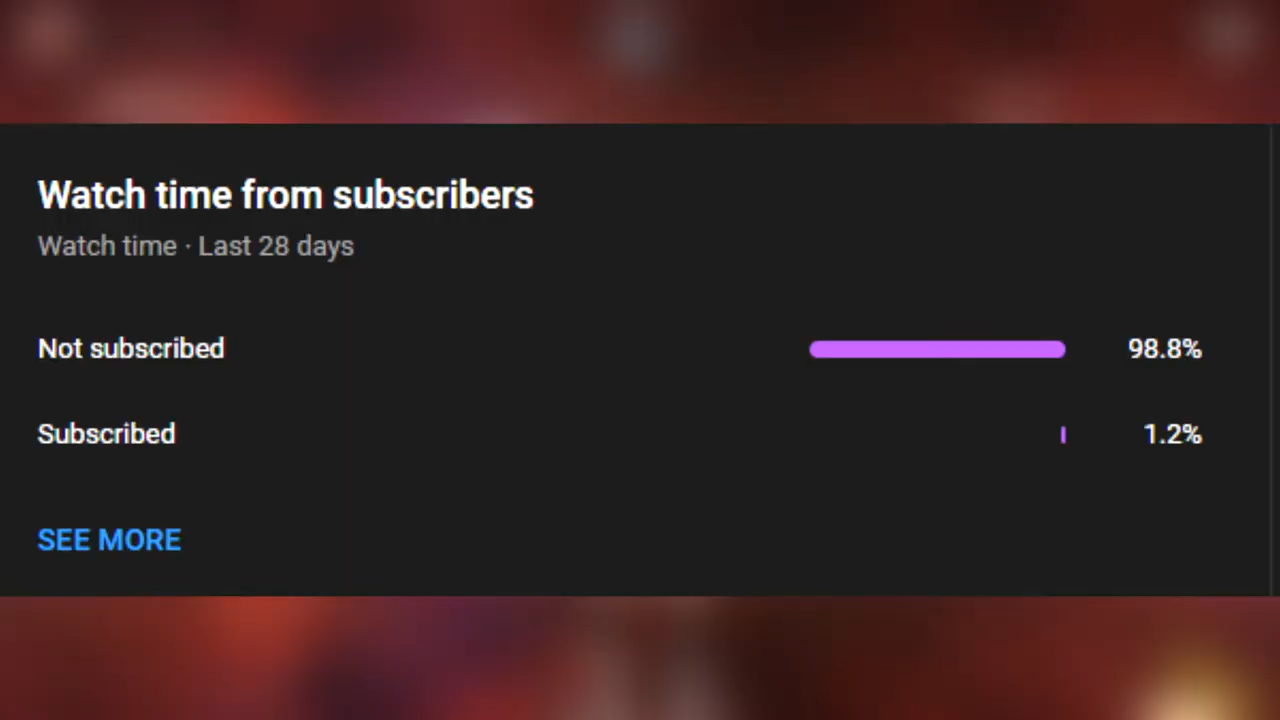 Watch time from subscribers
Watch time · Last 28 days
Not subscribed 98.8%
Subscribed 1.2%
SEE MORE